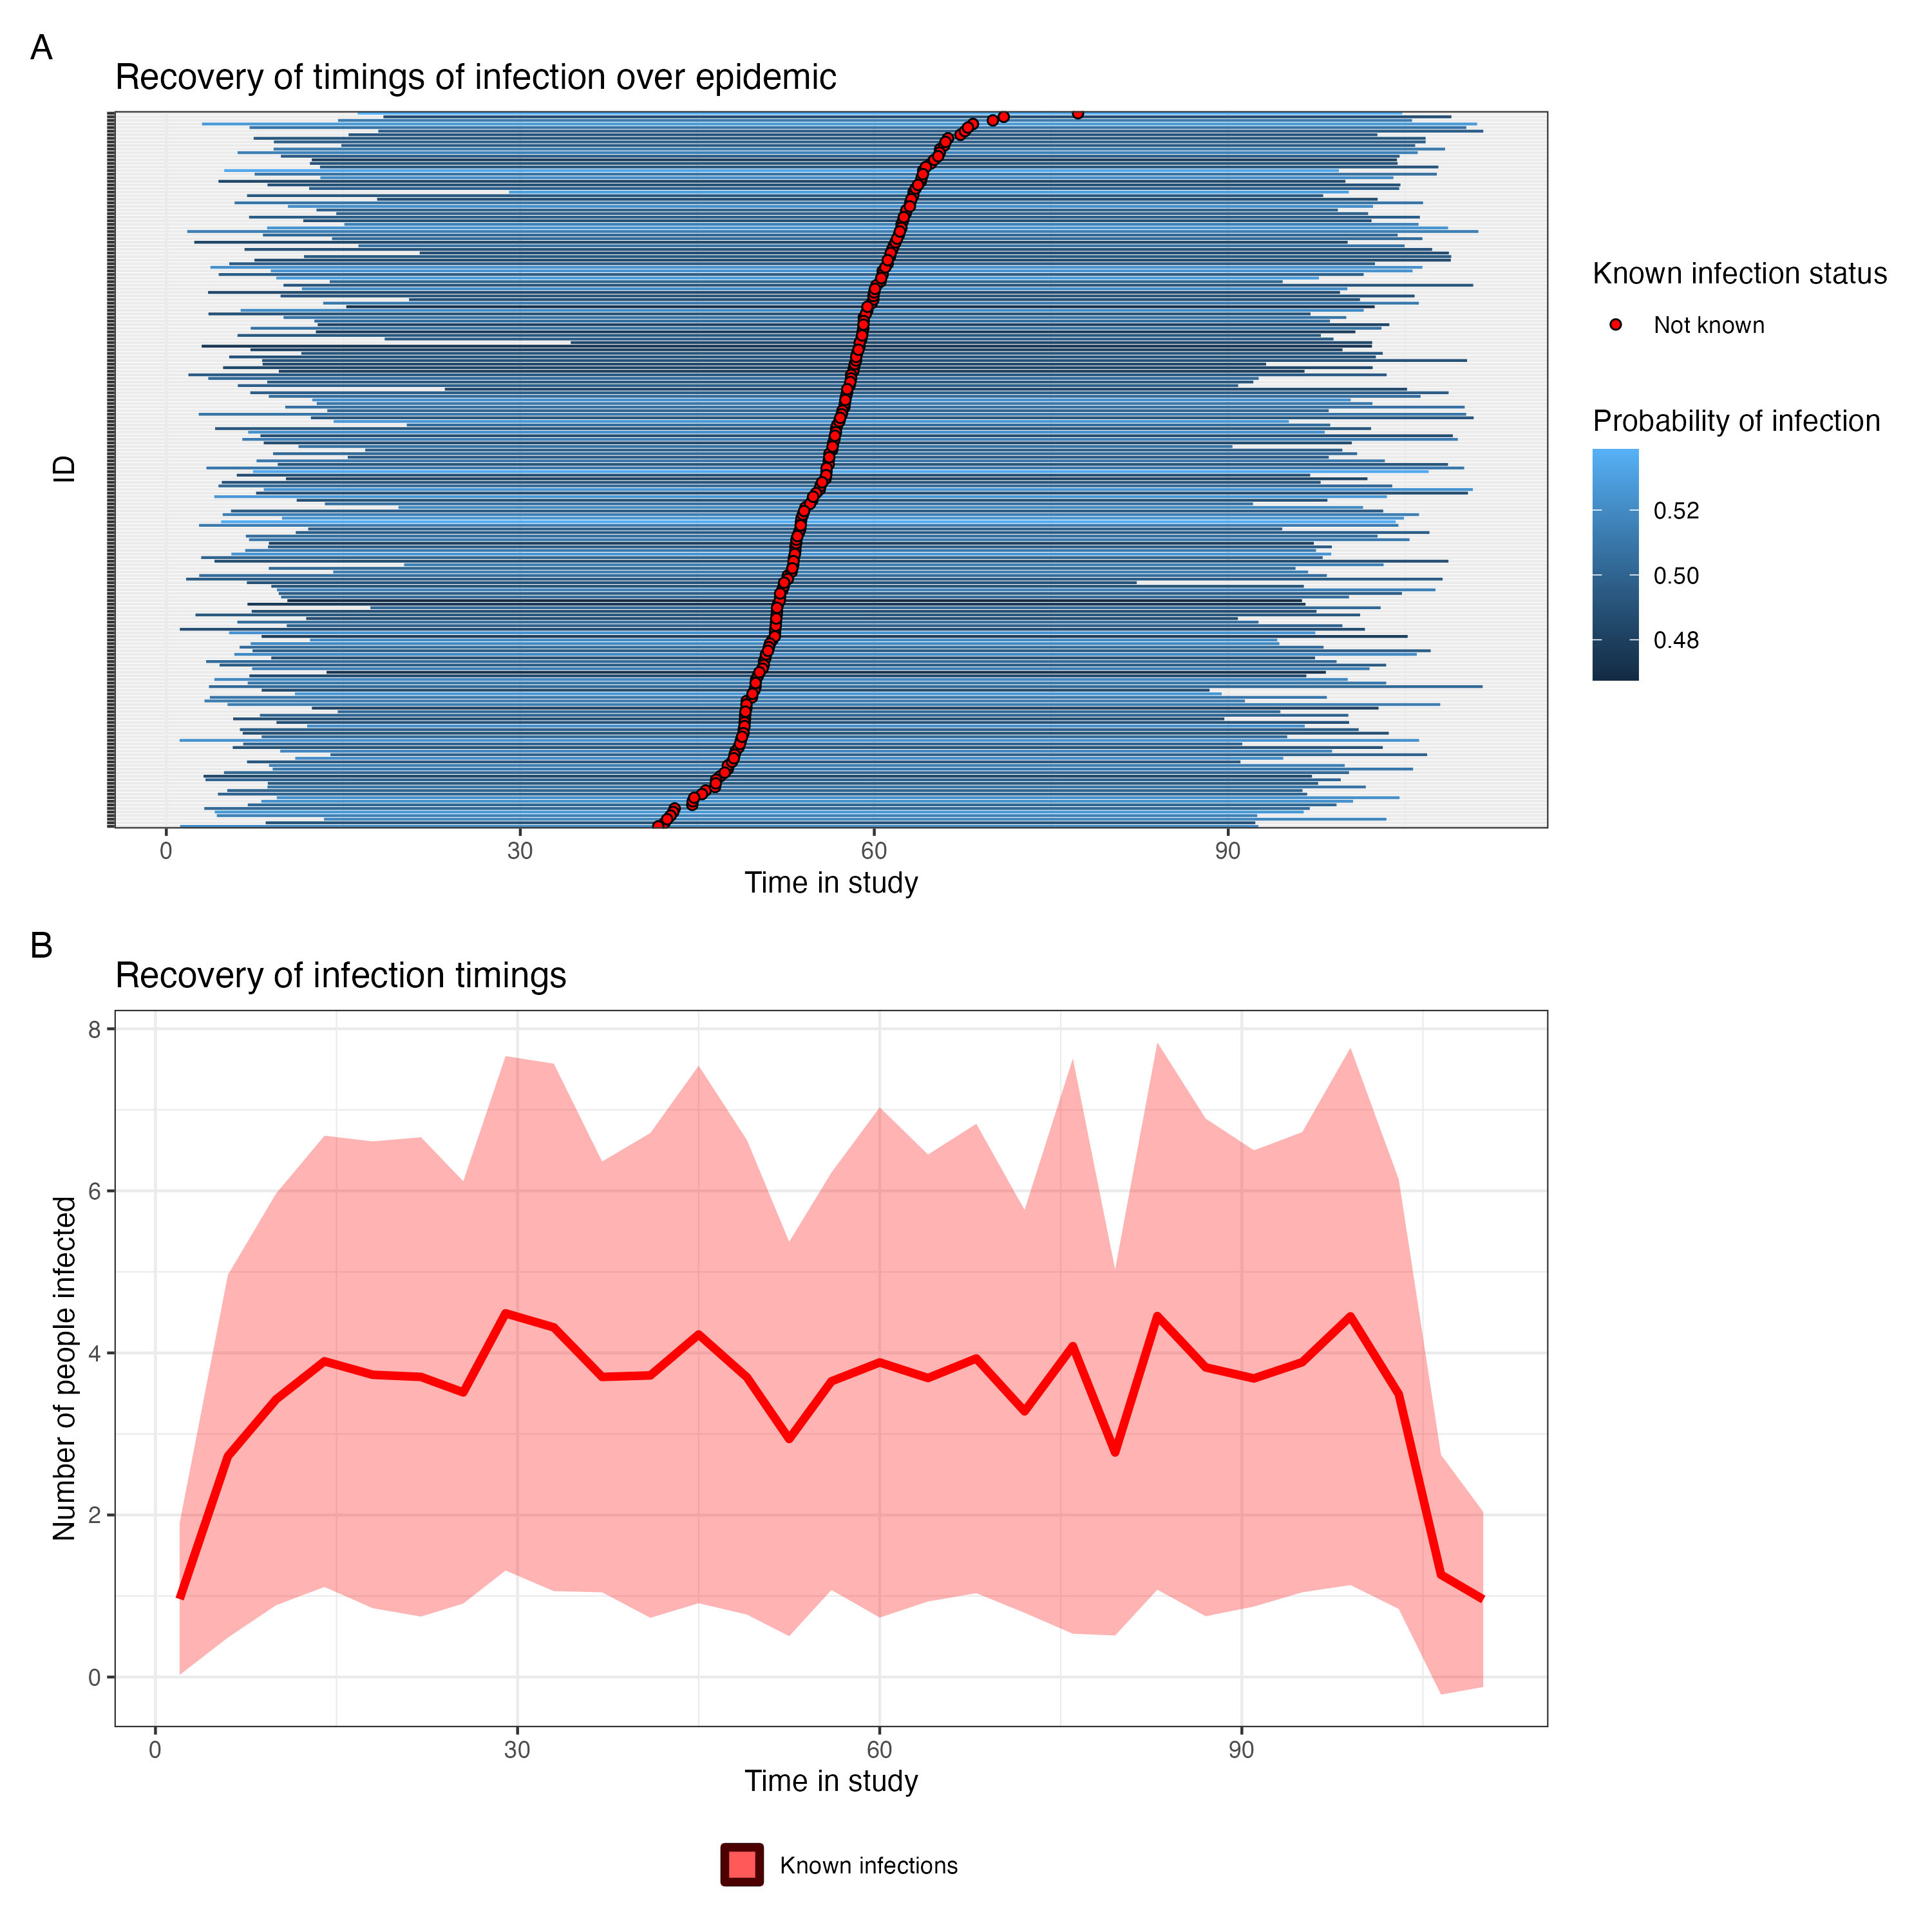 A
Recovery of timings of infection over epidemic
ID
0 30 60 90
Time in study
Known infection status
Not known
Probability of infection
0.52
0.50
0.48
B
Recovery of infection timings
Number of people infected
8
6
4
2
0
0 30 60 90
Time in study
Known infections